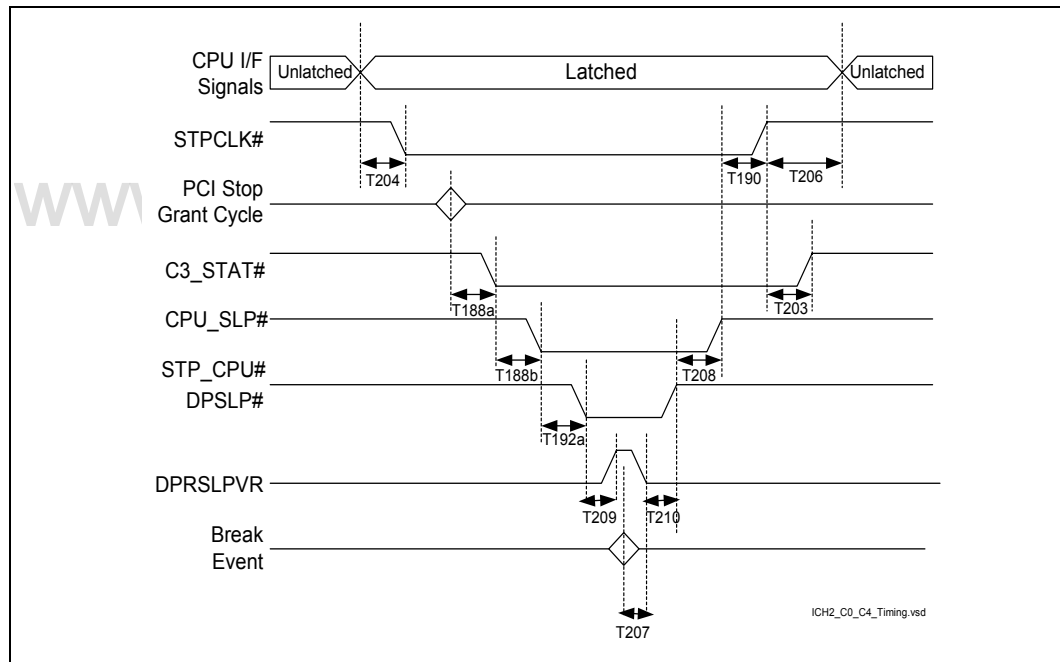 CPU I/F
Signals
Unlatched
Latched
Unlatched
STPCLK#
T204
T190
T206
www
PCI Stop
Grant Cycle
C3_STAT#
T188a
T203
CPU_SLP#
T188b
T208
STP_CPU#
DPSLP#
T192a
DPRSLPVR
T209
T210
Break
Event
T207
ICH2_C0_C4_Timing.vsd